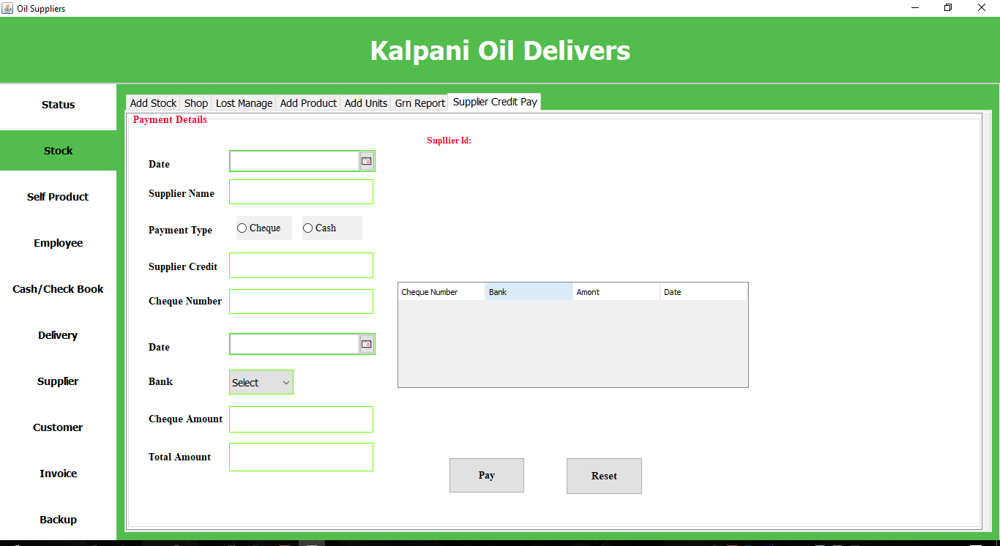 Oil Suppliers
Kalpani Oil Delivers
Status
Stock
Self Product
Employee
Cash/Check Book
Delivery
Supplier
Customer
Invoice
Backup
Add Stock Shop Lost Manage Add Product Add Units Grn Report Supplier Credit Pay
Payment Details
Supllier Id:
Date
Supplier Name
Payment Type Cheque Cash
Supplier Credit
Cheque Number
Date
Bank Select
Cheque Amount
Total Amount
Cheque Number Bank Amont Date
Pay Reset